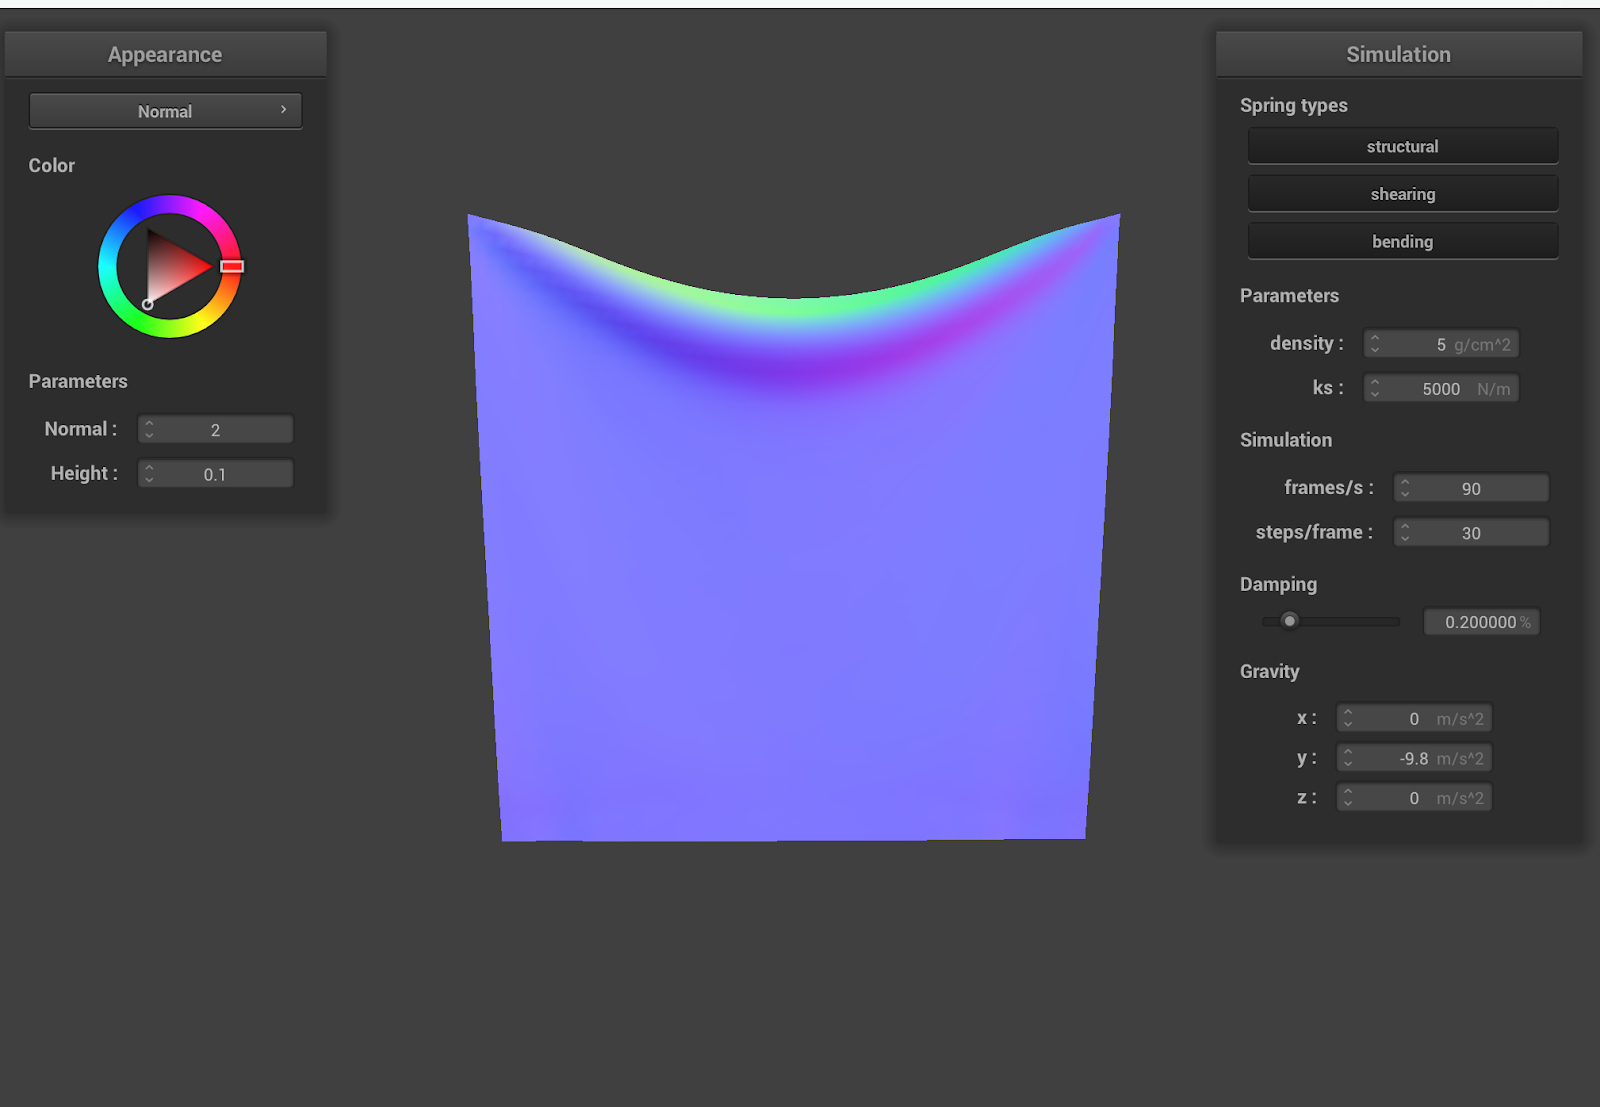 Appearance
Normal
Color
Parameters
Normal : 2
Height : 0.1
Simulation
Spring types
structural
shearing
bending
Parameters
density : 5 g/cm^2
ks : 5000 N/m
Simulation
frames/s : 90
steps/frame : 30
Damping
0.200000 %
Gravity
x : 0 m/s^2
y : -9.8 m/s^2
z : 0 m/s^2